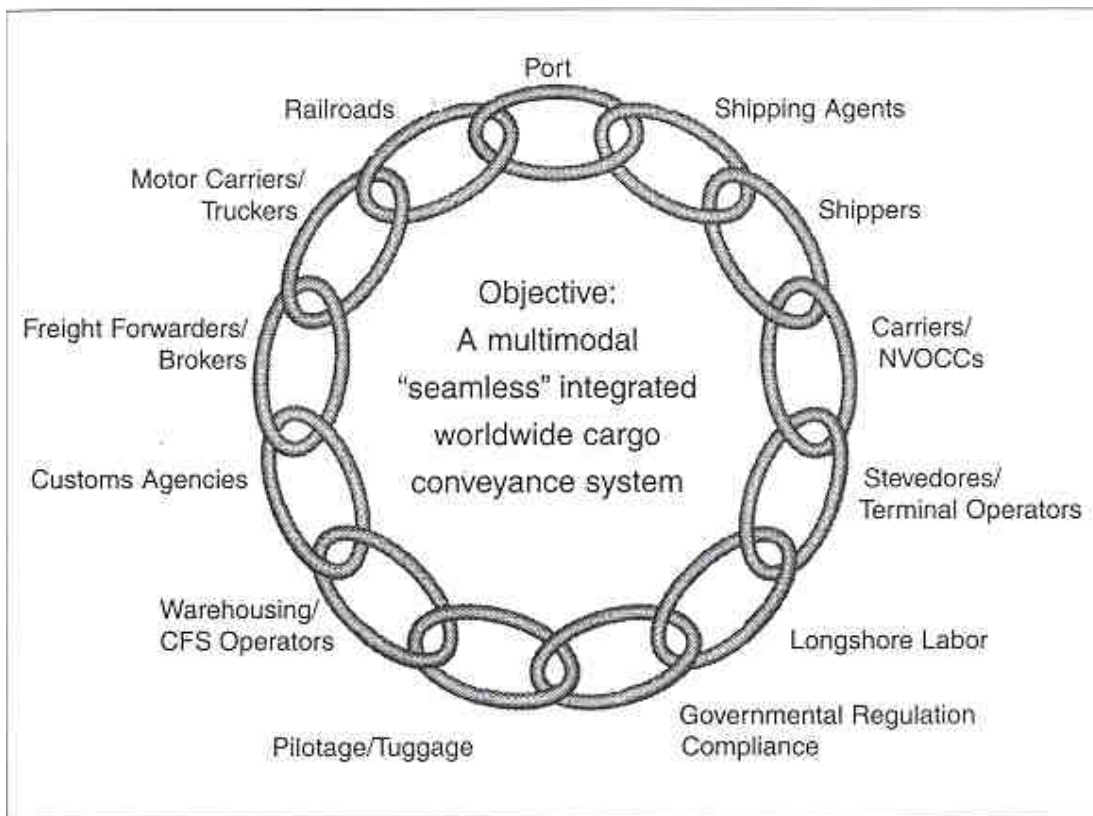 Port
Shipping Agents
Shippers
Carriers/
NVOCCs
Stevedores/
Terminal Operators
Longshore Labor
Governmental Regulation
Compliance
Pilotage/Tuggage
Warehousing/
CFS Operators
Customs Agencies
Freight Forwarders/
Brokers
Motor Carriers/
Truckers
Railroads
Objective:
A multimodal
“seamless” integrated
worldwide cargo
conveyance system